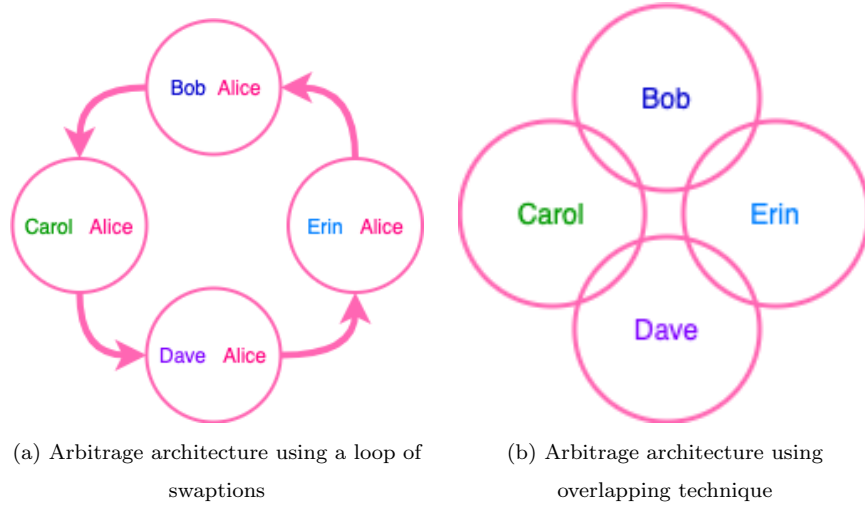 Bob Alice
Carol Alice
Erin Alice
Dave Alice
(a) Arbitrage architecture using a loop of
swaptions
Bob
Carol
Erin
Dave
(b) Arbitrage architecture using
overlapping technique